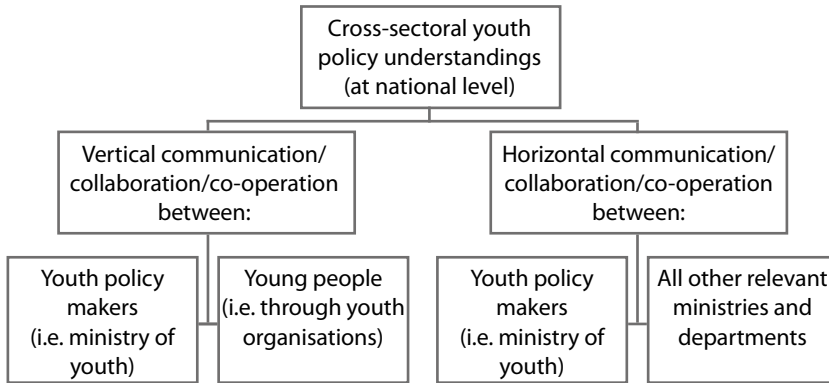 Cross-sectoral youth
policy understandings
(at national level)
Vertical communication/
collaboration/co-operation
between:
Horizontal communication/
collaboration/co-operation
between:
Youth policy
makers
(i.e. ministry of
youth)
Young people
(i.e. through youth
organisations)
Youth policy
makers
(i.e. ministry of
youth)
All other relevant
ministries and
departments